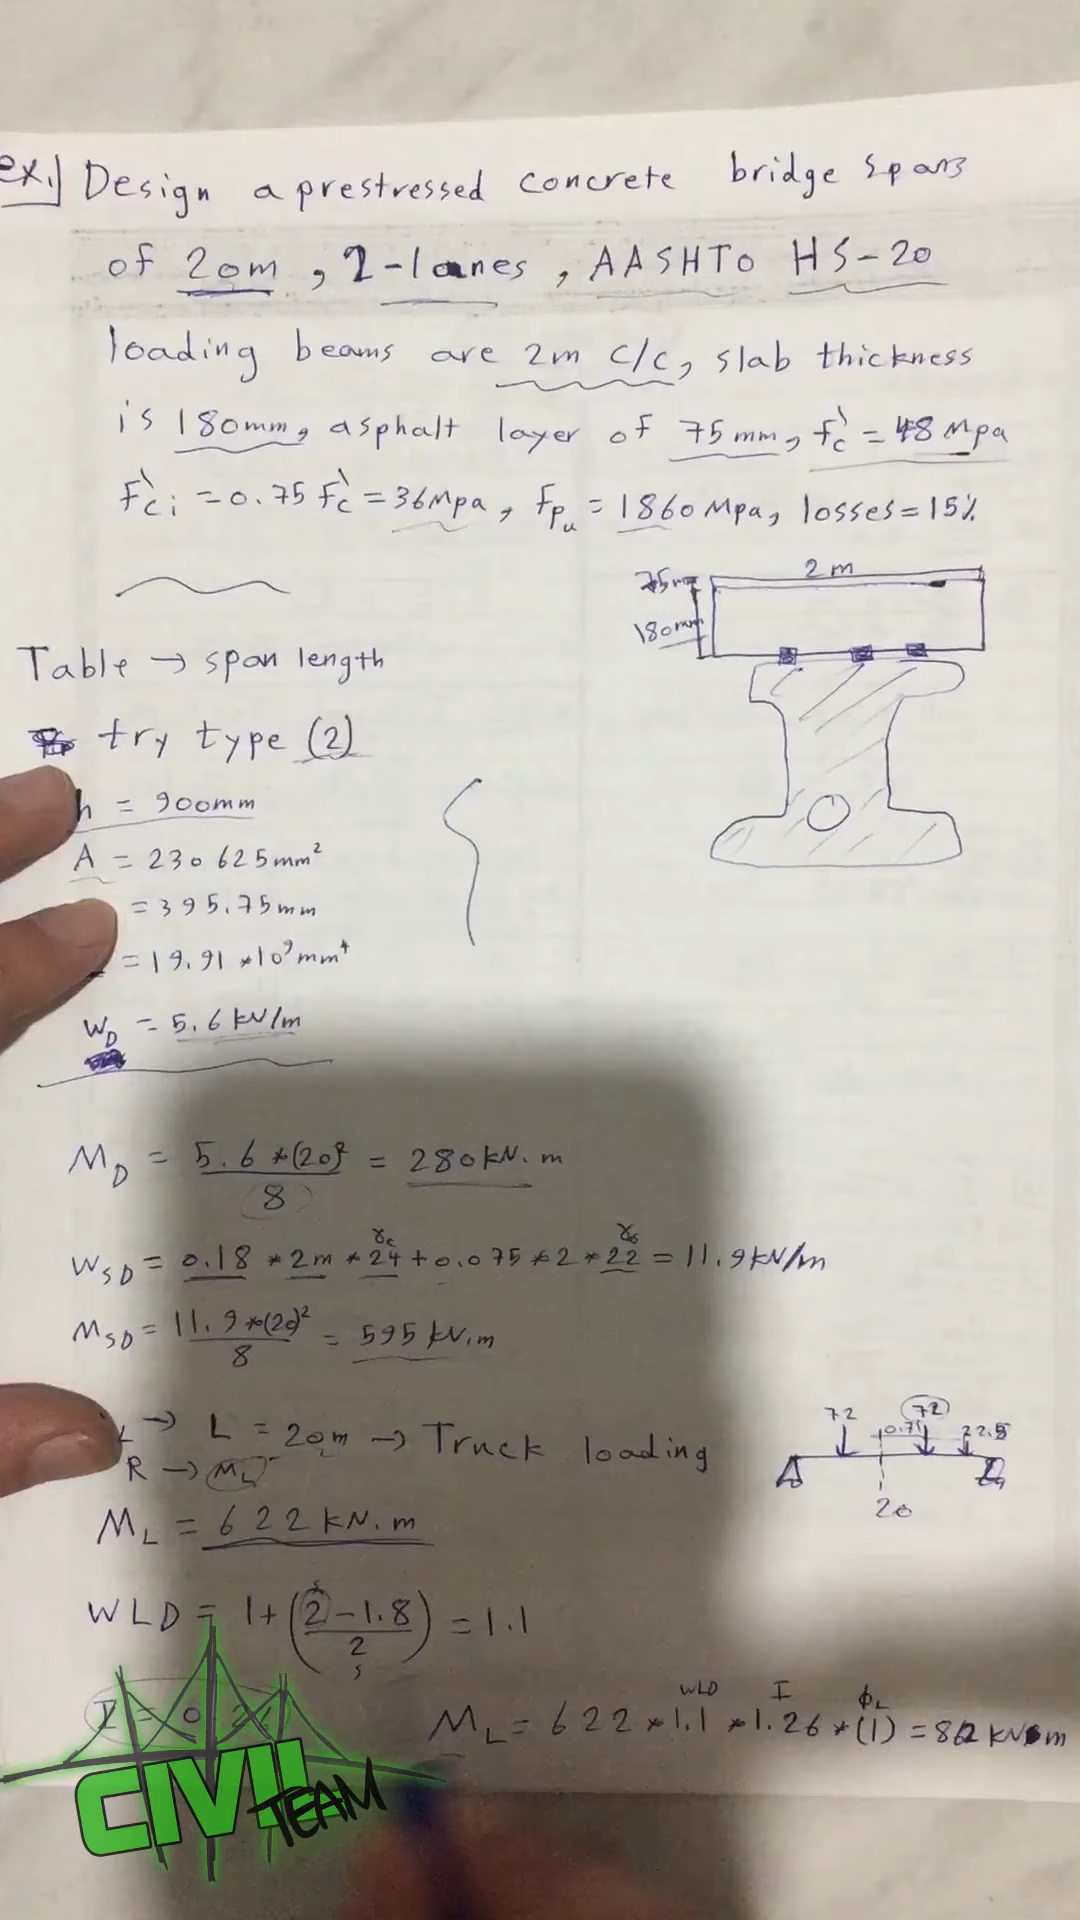 ex.] Design a prestressed concrete bridge spans
of 20m, 2-lanes, AASHTO HS-20
loading beams are 2m c/c, slab thickness
is 180mm, asphalt layer of 75mm, f'c = 48 Mpa
F'ci = 0.75 F'c = 36Mpa, Fpu = 1860 Mpa, losses = 15%
2m
75mm
180mm
Table → span length
try type (2)
h = 900mm
A = 230625mm²
= 395.75mm
= 19.91 * 10⁹ mm⁴
WD = 5.6 kN/m
MD = 5.6 * (20)² / 8 = 280kN.m
γc γs
WSD = 0.18 * 2m * 24 + 0.075 * 2 * 22 = 11.9 kN/m
MSD = 11.9 * (20)² / 8 = 595 kN.m
L → L = 20m → Truck loading
R → ML
72 72 22.5
0.75
20
ML = 622 kN.m
WLD = 1 + (2 - 1.8 / 2) = 1.1
s
s
I = 0.2
WLD I ϕL
ML = 622 * 1.1 * 1.26 * (1) = 862 kN.m
CIVIL
TEAM